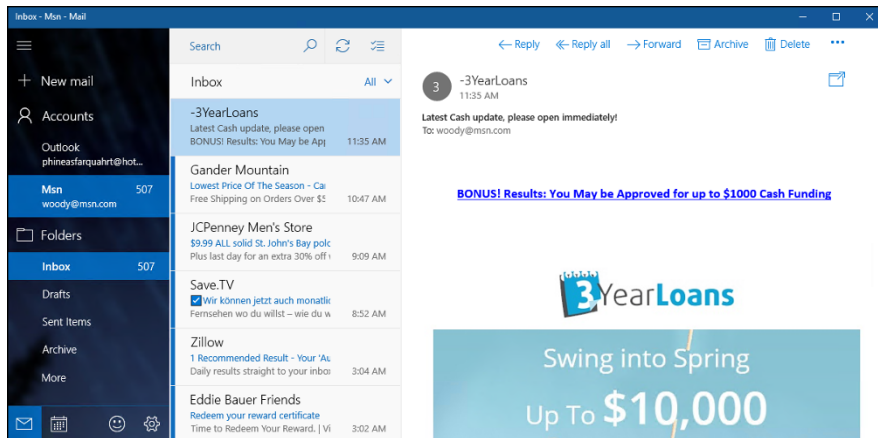 Inbox - Msn - Mail
New mail
Accounts
Outlook
phineasfarquahrt@hot...
Msn 507
woody@msn.com
Folders
Inbox 507
Drafts
Sent Items
Archive
More
Search
Inbox All
-3YearLoans
Latest Cash update, please open
BONUS! Results: You May be App 11:35 AM
Gander Mountain
Lowest Price Of The Season - Ca
Free Shipping on Orders Over $5 10:47 AM
JCPenney Men's Store
$9.99 ALL solid St. John's Bay polo
Plus last day for an extra 30% off 9:09 AM
Save.TV
Wir können jetzt auch monatlic
Fernsehen wo du willst – wie du w 8:52 AM
Zillow
1 Recommended Result - Your 'Au
Daily results straight to your inbox 3:04 AM
Eddie Bauer Friends
Redeem your reward certificate
Time to Redeem Your Reward. | Vi 3:02 AM
Reply Reply all Forward Archive Delete
3
-3YearLoans
11:35 AM
Latest Cash update, please open immediately!
To: woody@msn.com
BONUS! Results: You May be Approved for up to $1000 Cash Funding
3YearLoans
Swing into Spring
Up To $10,000